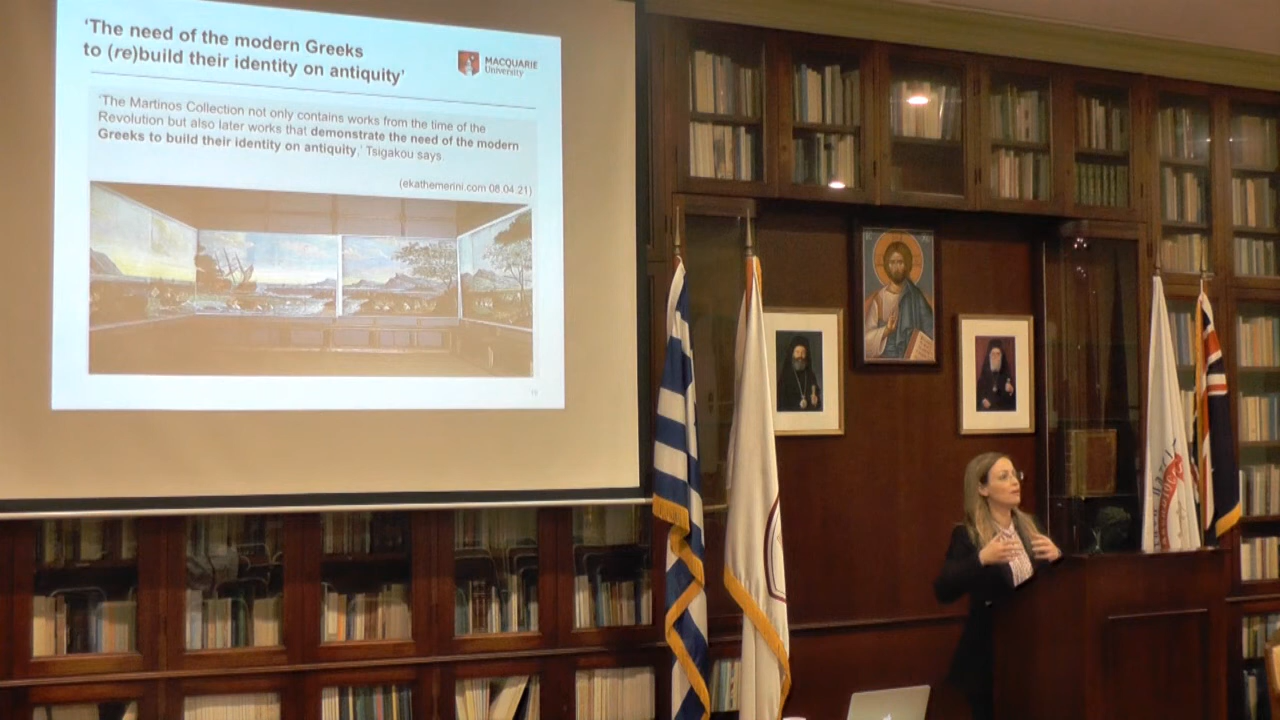 ‘The need of the modern Greeks
to (re)build their identity on antiquity’
MACQUARIE
University
‘The Martinos Collection not only contains works from the time of the
Revolution but also later works that demonstrate the need of the modern
Greeks to build their identity on antiquity,’ Tsigakou says.
(ekathemerini.com 08.04.21)